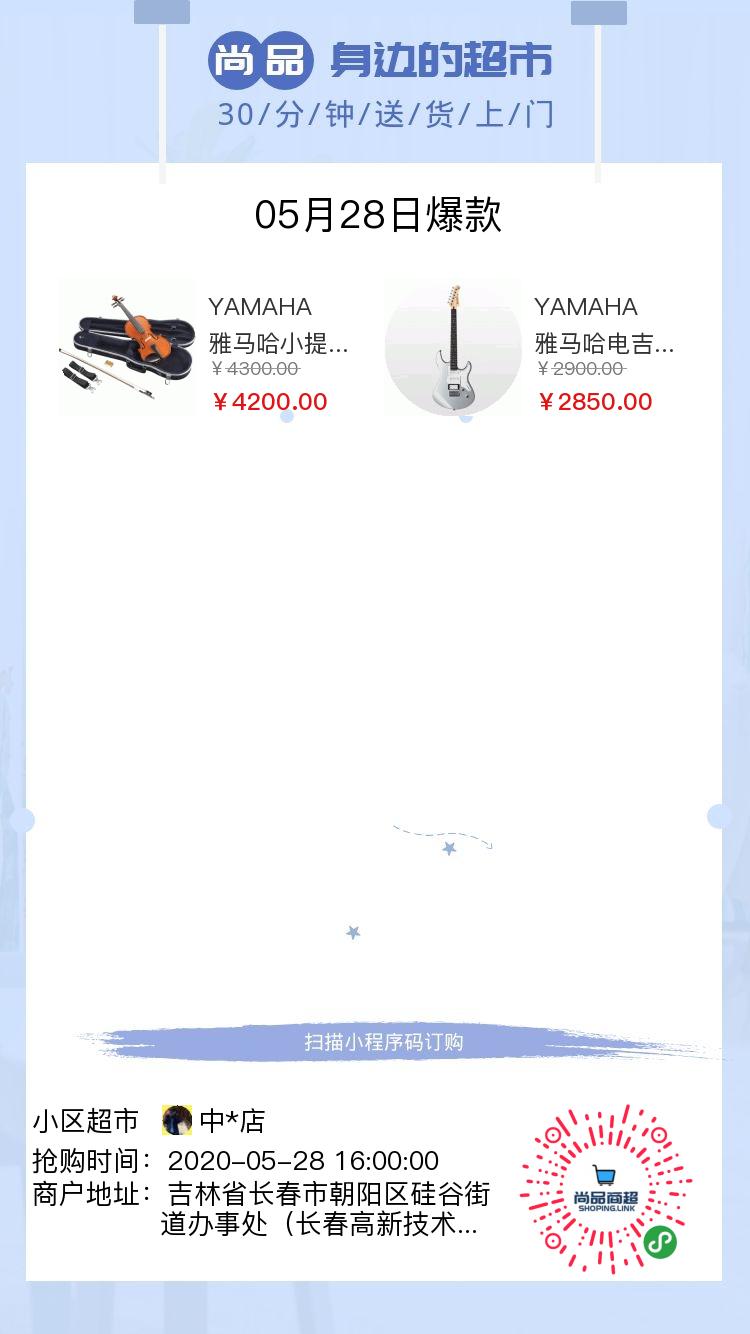 尚品 身边的超市
30/分/钟/送/货/上/门
05月28日爆款
YAMAHA
雅马哈小提...
￥4300.00
￥4200.00
YAMAHA
雅马哈电吉...
￥2900.00
￥2850.00
扫描小程序码订购
小区超市 中*店
抢购时间：2020-05-28 16:00:00
商户地址：吉林省长春市朝阳区硅谷街
道办事处（长春高新技术...
尚品商超
SHOPING.LINK